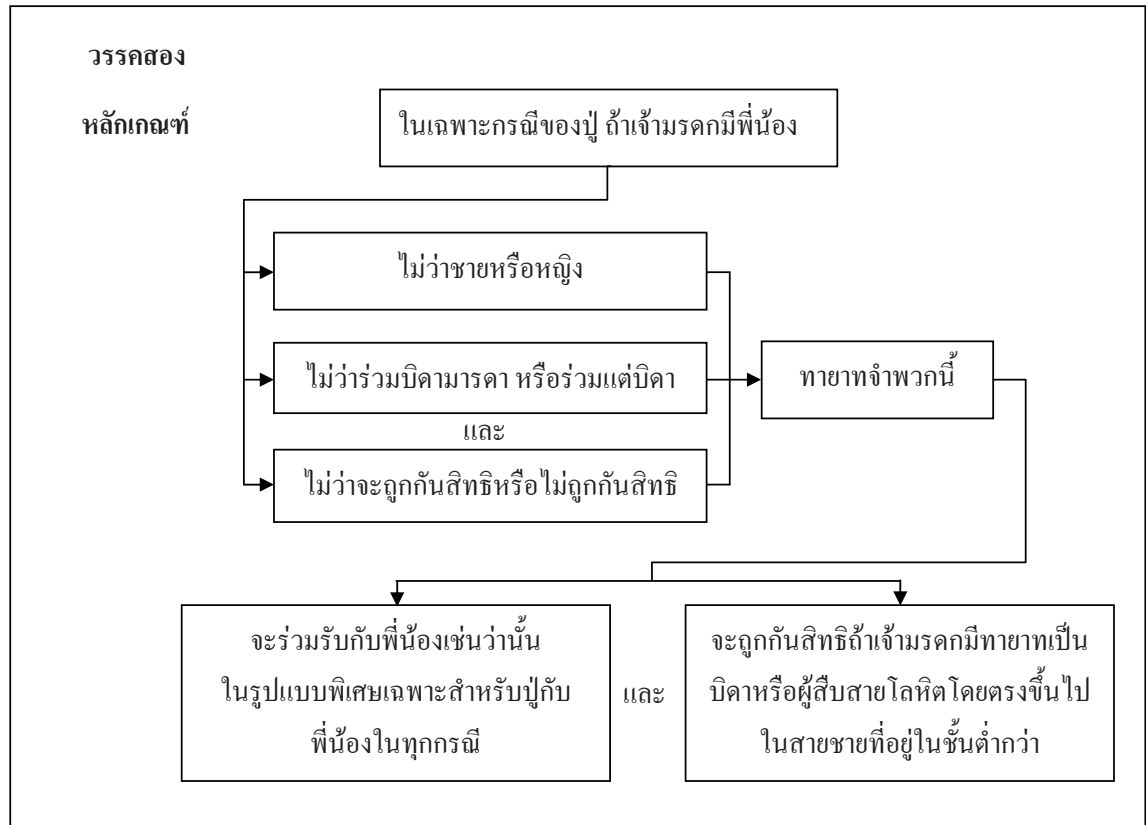 วรรคสอง
หลักเกณฑ์
ในเฉพาะกรณีของปู่ ถ้าเจ้ามรดกมีพี่น้อง
ไม่ว่าชายหรือหญิง
ไม่ว่าร่วมบิดามารดา หรือร่วมแต่บิดา
และ
ไม่ว่าจะถูกกันสิทธิหรือไม่ถูกกันสิทธิ
ทายาทจำพวกนี้
จะร่วมรับกับพี่น้องเช่นว่านั้น
ในรูปแบบพิเศษเฉพาะสำหรับปู่กับ
พี่น้องในทุกกรณี
และ
จะถูกกันสิทธิถ้าเจ้ามรดกมีทายาทเป็น
บิดาหรือผู้สืบสายโลหิตโดยตรงขึ้นไป
ในสายชายที่อยู่ในชั้นต่ำกว่า